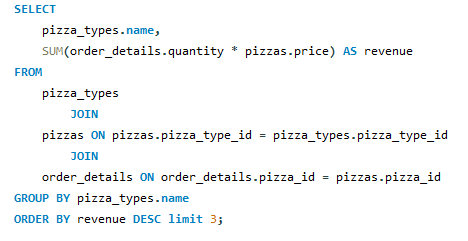 SELECT
    pizza_types.name,
    SUM(order_details.quantity * pizzas.price) AS revenue
FROM
    pizza_types
        JOIN
    pizzas ON pizzas.pizza_type_id = pizza_types.pizza_type_id
        JOIN
    order_details ON order_details.pizza_id = pizzas.pizza_id
GROUP BY pizza_types.name
ORDER BY revenue DESC limit 3;